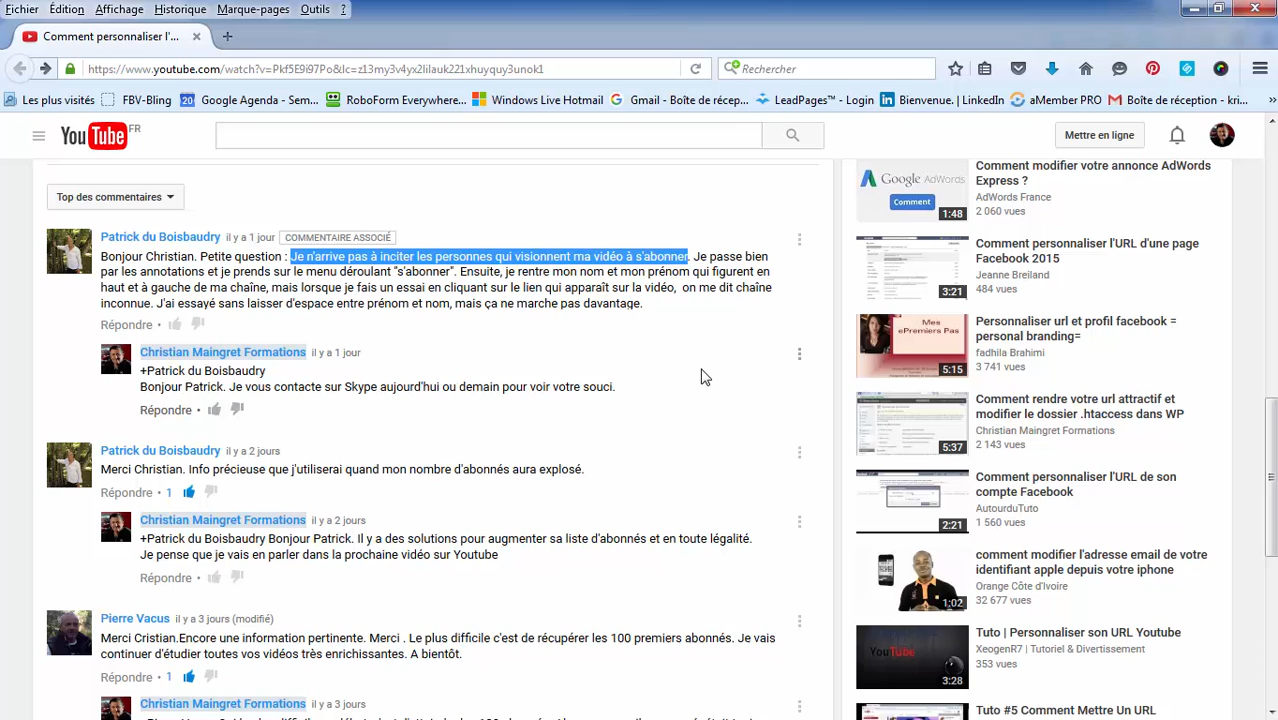 Fichier Édition Affichage Historique Marque-pages Outils ?
Comment personnaliser l'...
https://www.youtube.com/watch?v=Pkf5E9i97Po&lc=z13my3v4yx2lilauk221xhuyquy3unok1
Rechercher
Les plus visités FBV-Bling Google Agenda - Sem... RoboForm Everywhere... Windows Live Hotmail Gmail - Boîte de récep... LeadPages™ - Login Bienvenue. | LinkedIn aMember PRO Boîte de réception - kri...
YouTube FR
Mettre en ligne
Top des commentaires
Patrick du Boisbaudry il y a 1 jour COMMENTAIRE ASSOCIÉ
Bonjour Christian. Petite question : Je n'arrive pas à inciter les personnes qui visionnent ma vidéo à s'abonner. Je passe bien
par les annotations et je prends sur le menu déroulant "s'abonner". Ensuite, je rentre mon nom et mon prénom qui figurent en
haut et à gauche de la chaîne, mais lorsque je fais un essai en cliquant sur le lien qui apparaît sur la vidéo, on me dit chaîne
inconnue. J'ai essayé sans laisser d'espace entre prénom et nom, mais ça ne marche pas davantage.
Répondre
Christian Maingret Formations il y a 1 jour
+Patrick du Boisbaudry
Bonjour Patrick. Je vous contacte sur Skype aujourd'hui ou demain pour voir votre souci.
Répondre
Patrick du Boisbaudry il y a 2 jours
Merci Christian. Info précieuse que j'utiliserai quand mon nombre d'abonnés aura explosé.
Répondre 1
Christian Maingret Formations il y a 2 jours
+Patrick du Boisbaudry Bonjour Patrick. Il y a des solutions pour augmenter sa liste d'abonnés et en toute légalité.
Je pense que je vais en parler dans la prochaine vidéo sur Youtube
Répondre
Pierre Vacus il y a 3 jours (modifié)
Merci Cristian.Encore une information pertinente. Merci . Le plus difficile c'est de récupérer les 100 premiers abonnés. Je vais
continuer d'étudier toutes vos vidéos très enrichissantes. A bientôt.
Répondre 1
Christian Maingret Formations il y a 3 jours
Google AdWords
Comment
1:48
Comment modifier votre annonce AdWords
Express ?
AdWords France
2 060 vues
3:21
Comment personnaliser l'URL d'une page
Facebook 2015
Jeanne Breiland
484 vues
Mes
ePremiers Pas
5:15
Personnaliser url et profil facebook =
personal branding=
fadhila Brahimi
3 741 vues
5:37
Comment rendre votre url attractif et
modifier le dossier .htaccess dans WP
Christian Maingret Formations
2 143 vues
2:21
Comment personnaliser l'URL de son
compte Facebook
AutourduTuto
1 560 vues
1:02
comment modifier l'adresse email de votre
identifiant apple depuis votre iphone
Orange Côte d'Ivoire
32 677 vues
YouTube
3:28
Tuto | Personnaliser son URL Youtube
XeogenR7 | Tutoriel & Divertissement
353 vues
Tuto #5 Comment Mettre Un URL